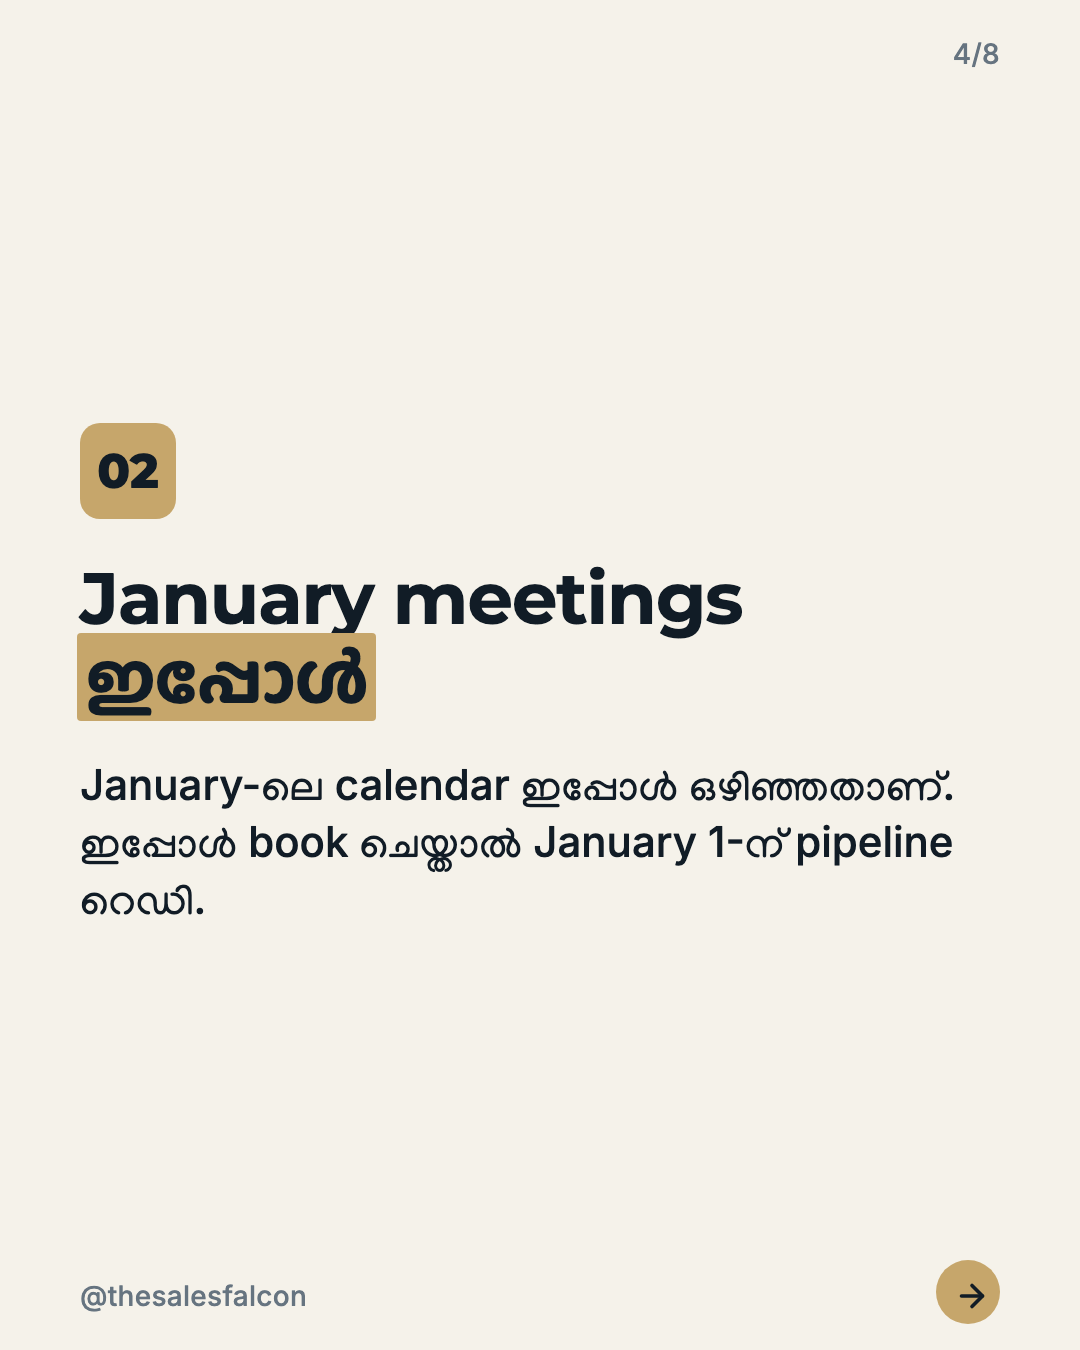 4/8
02
January meetings
ഇപ്പോൾ
January-ലെ calendar ഇപ്പോൾ ഒഴിഞ്ഞതാണ്.
ഇപ്പോൾ book ചെയ്താൽ January 1-ന് pipeline
റെഡി.
@thesalesfalcon